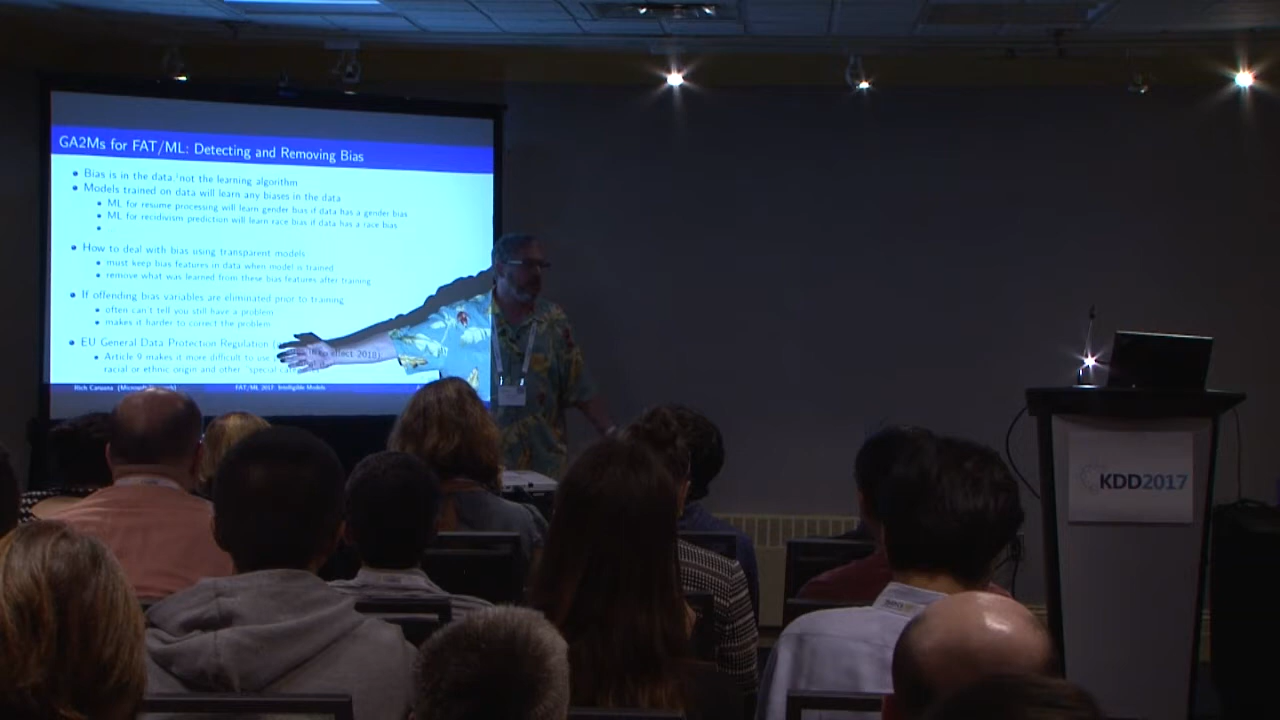 GA2Ms for FAT/ML: Detecting and Removing Bias
Bias is in the data, not the learning algorithm
Models trained on data will learn any biases in the data
ML for resume processing will learn gender bias if data has a gender bias
ML for recidivism prediction will learn race bias if data has a race bias
How to deal with bias using transparent models
must keep bias features in data when model is trained
remove what was learned from these bias features after training
If offending bias variables are eliminated prior to training
often can't tell you still have a problem
makes it harder to correct the problem
EU General Data Protection Regulation effect 2018)
Article 9 makes it more difficult to use
racial or ethnic origin and other "special
Rich Caruana (Microsoft FAT/ML 2017: Intelligible Models
KDD2017